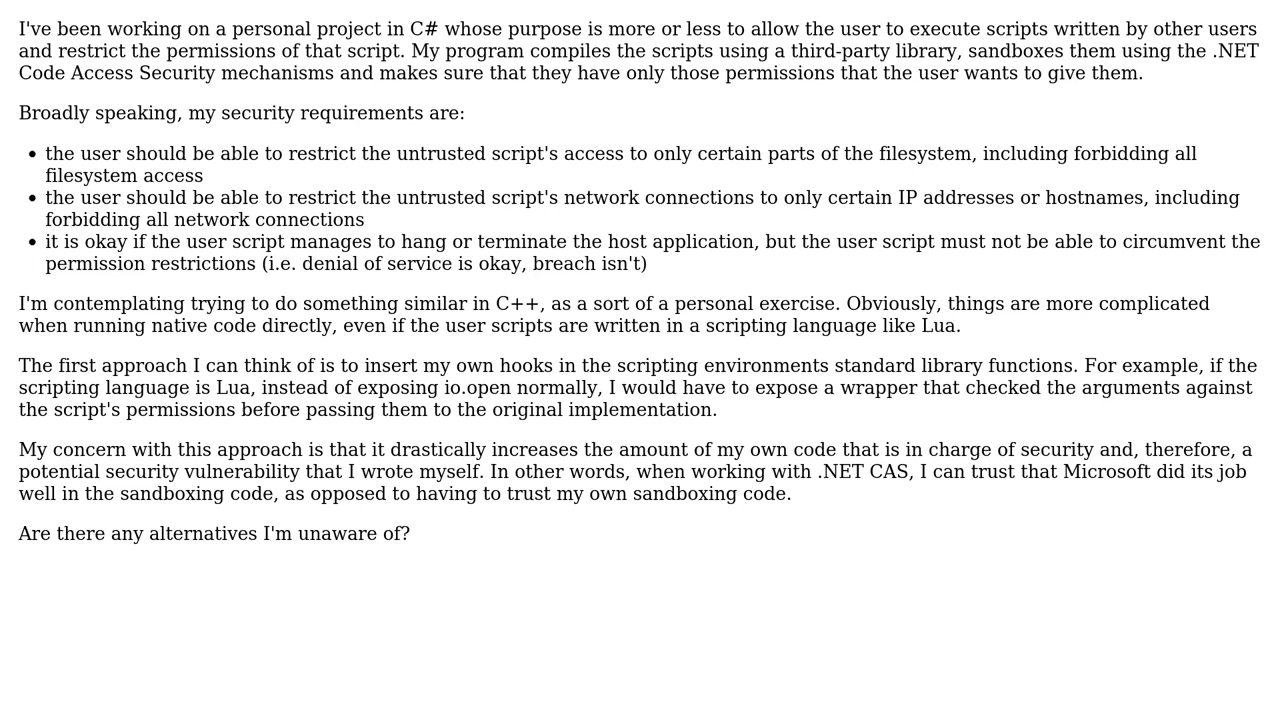 I've been working on a personal project in C# whose purpose is more or less to allow the user to execute scripts written by other users
and restrict the permissions of that script. My program compiles the scripts using a third-party library, sandboxes them using the .NET
Code Access Security mechanisms and makes sure that they have only those permissions that the user wants to give them.
Broadly speaking, my security requirements are:
• the user should be able to restrict the untrusted script's access to only certain parts of the filesystem, including forbidding all
filesystem access
• the user should be able to restrict the untrusted script's network connections to only certain IP addresses or hostnames, including
forbidding all network connections
• it is okay if the user script manages to hang or terminate the host application, but the user script must not be able to circumvent the
permission restrictions (i.e. denial of service is okay, breach isn't)
I'm contemplating trying to do something similar in C++, as a sort of a personal exercise. Obviously, things are more complicated
when running native code directly, even if the user scripts are written in a scripting language like Lua.
The first approach I can think of is to insert my own hooks in the scripting environments standard library functions. For example, if the
scripting language is Lua, instead of exposing io.open normally, I would have to expose a wrapper that checked the arguments against
the script's permissions before passing them to the original implementation.
My concern with this approach is that it drastically increases the amount of my own code that is in charge of security and, therefore, a
potential security vulnerability that I wrote myself. In other words, when working with .NET CAS, I can trust that Microsoft did its job
well in the sandboxing code, as opposed to having to trust my own sandboxing code.
Are there any alternatives I'm unaware of?